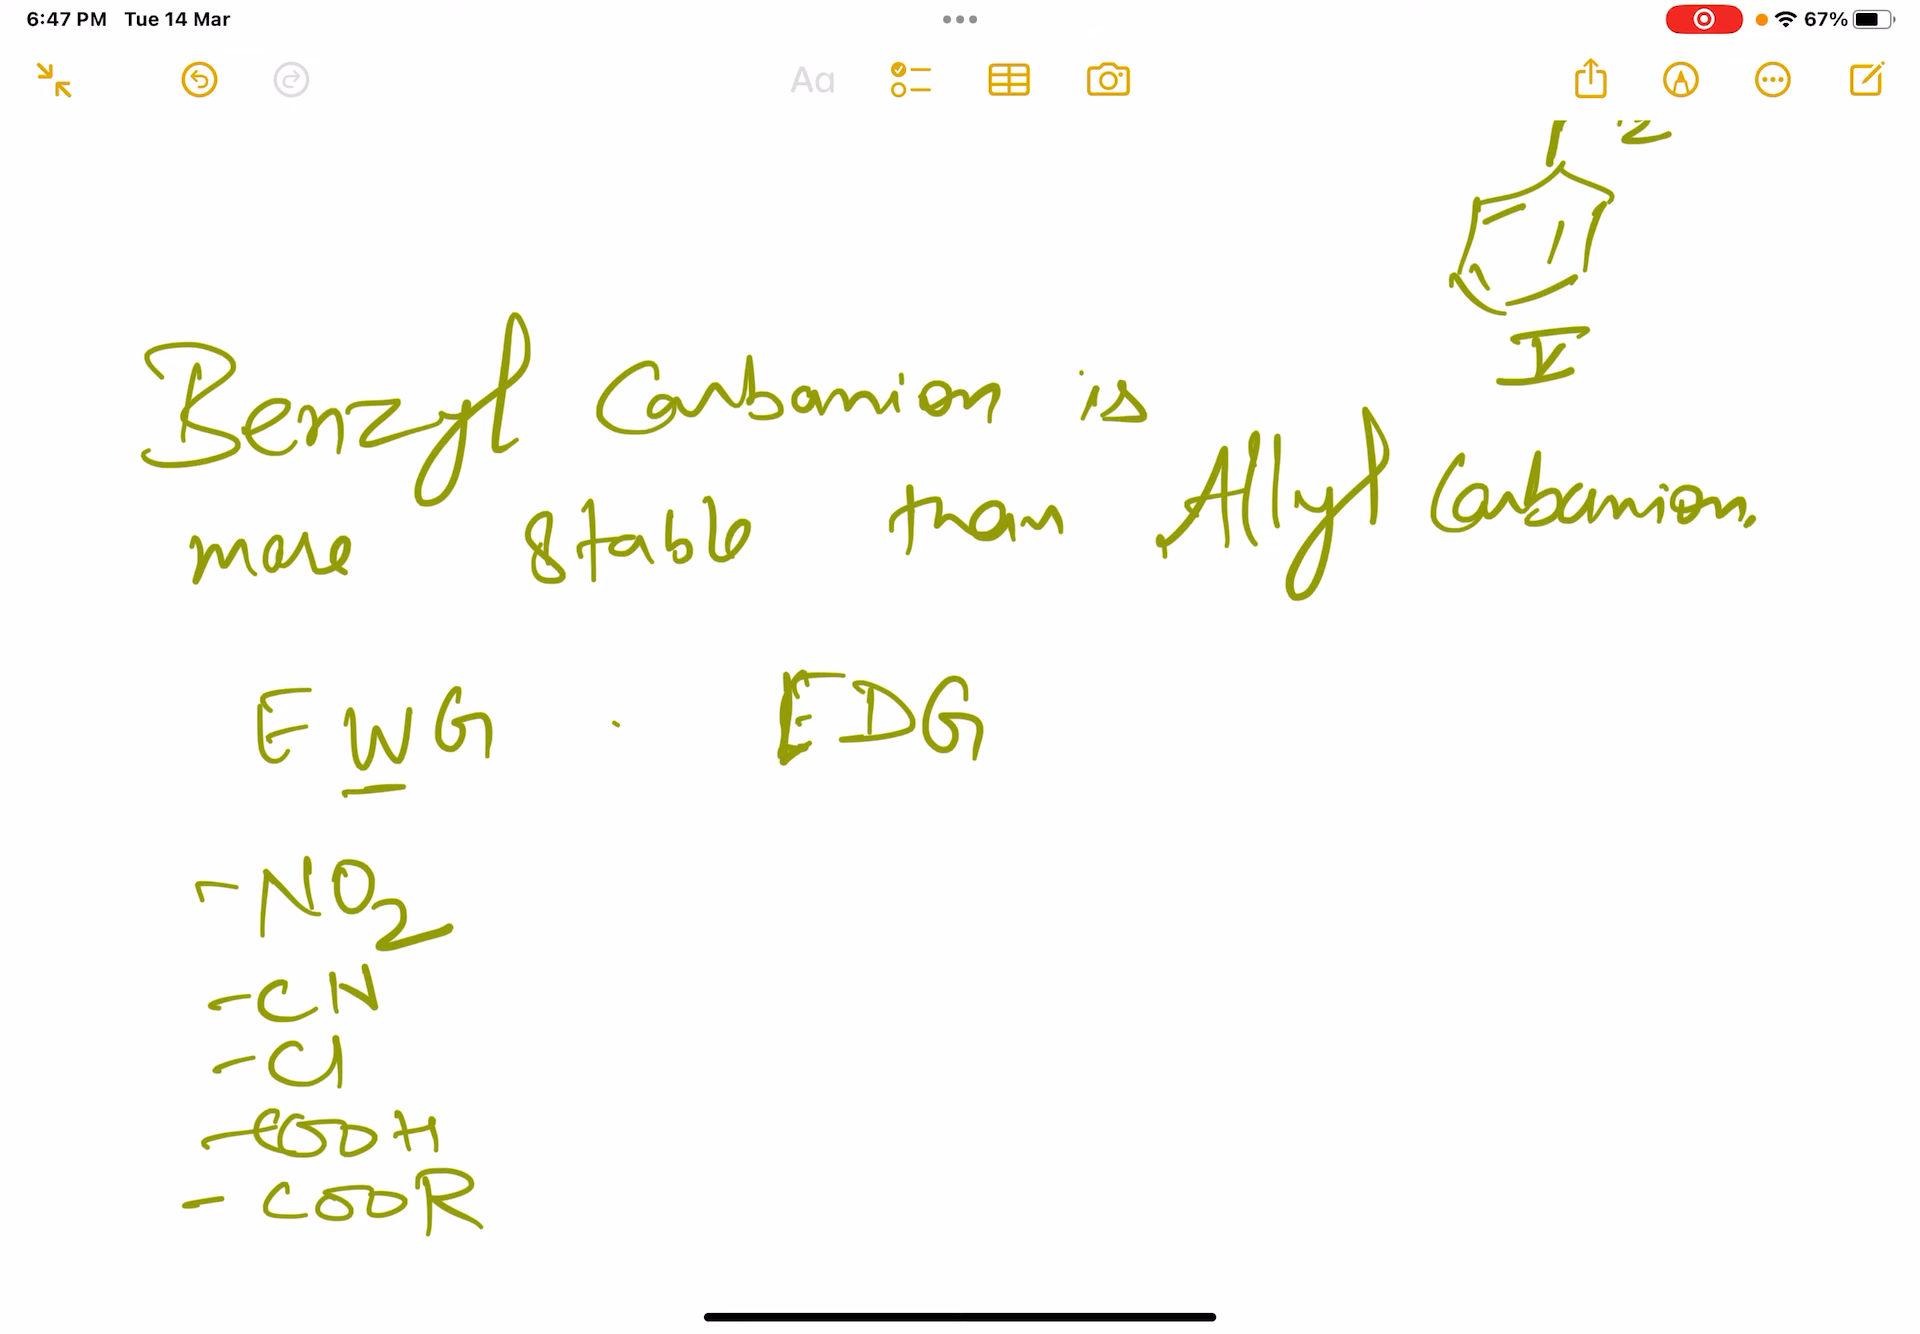 6:47 PM Tue 14 Mar
67%
Aa
2
V
Benzyl Carbanion is
more stable than Allyl Carbanion.
EWG . EDG
-NO2
-CN
-Cl
-COOH
- COOR